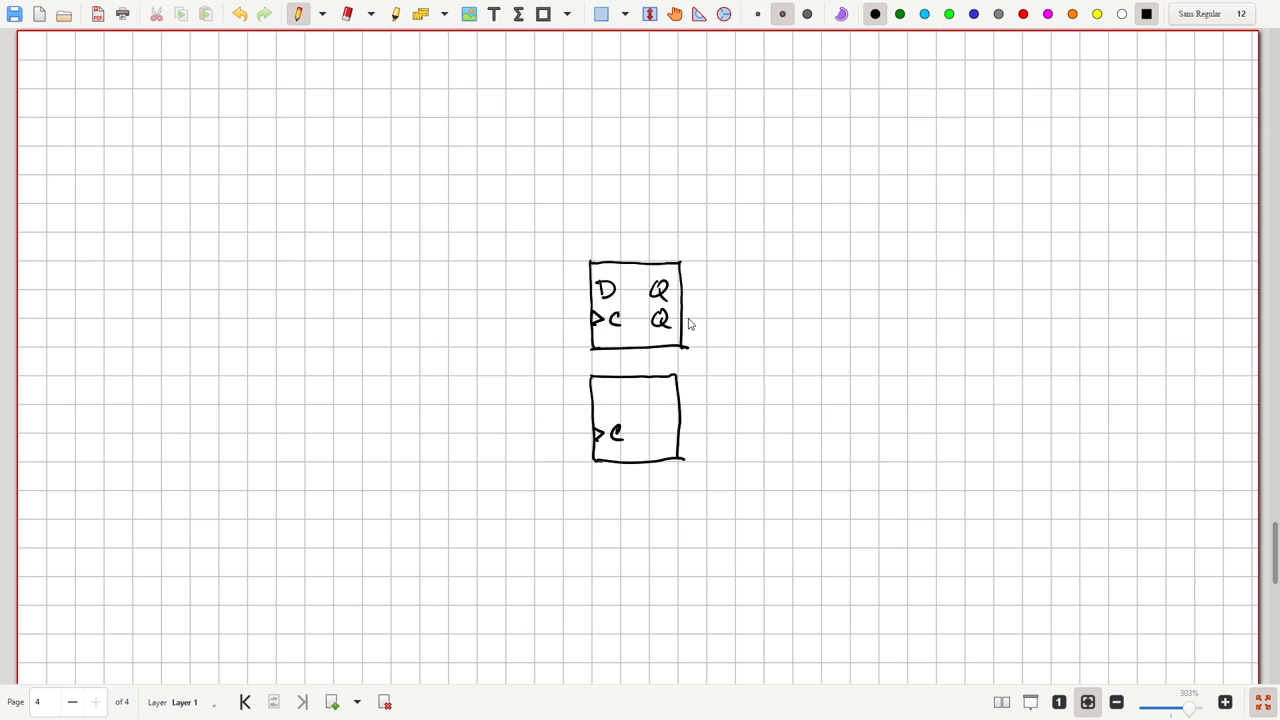 Sans Regular 12
D Q
>C Q
>C
Page 4 of 4 Layer Layer 1 303%